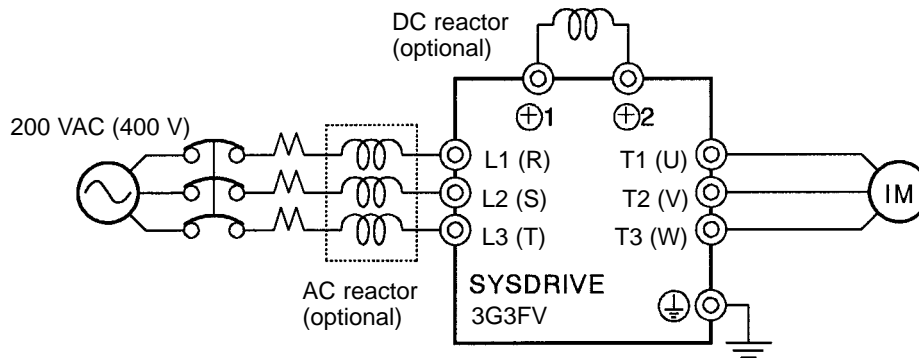 DC reactor
(optional)
200 VAC (400 V)
⊕1
⊕2
L1 (R)
T1 (U)
L2 (S)
T2 (V)
IM
L3 (T)
T3 (W)
AC reactor
(optional)
SYSDRIVE
3G3FV